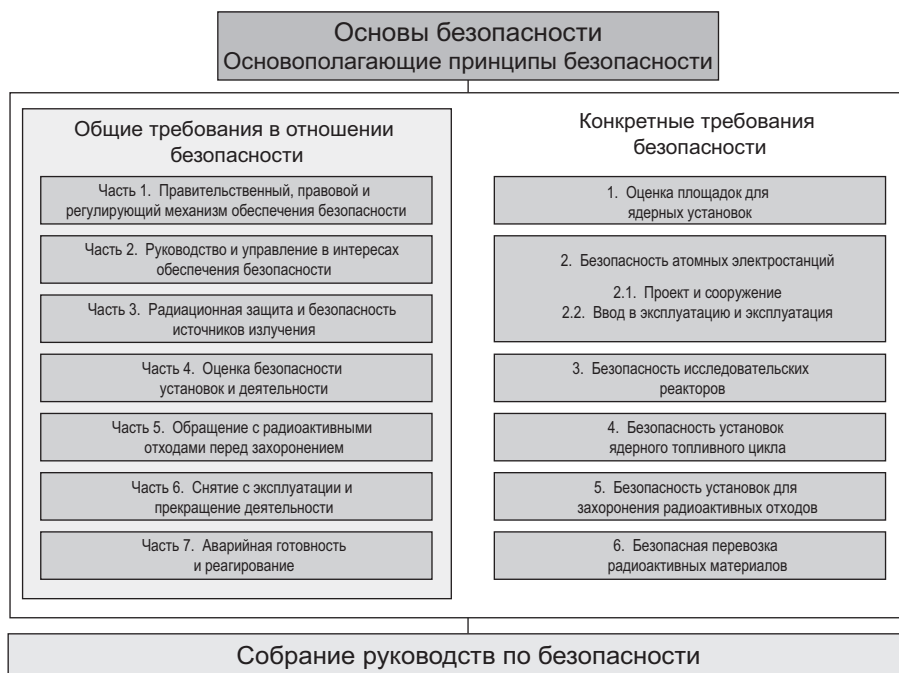 Основы безопасности
Основополагающие принципы безопасности
Общие требования в отношении
безопасности
Часть 1. Правительственный, правовой и
регулирующий механизм обеспечения безопасности
Часть 2. Руководство и управление в интересах
обеспечения безопасности
Часть 3. Радиационная защита и безопасность
источников излучения
Часть 4. Оценка безопасности
установок и деятельности
Часть 5. Обращение с радиоактивными
отходами перед захоронением
Часть 6. Снятие с эксплуатации и
прекращение деятельности
Часть 7. Аварийная готовность
и реагирование
Конкретные требования
безопасности
1. Оценка площадок для
ядерных установок
2. Безопасность атомных электростанций
2.1. Проект и сооружение
2.2. Ввод в эксплуатацию и эксплуатация
3. Безопасность исследовательских
реакторов
4. Безопасность установок
ядерного топливного цикла
5. Безопасность установок для
захоронения радиоактивных отходов
6. Безопасная перевозка
радиоактивных материалов
Собрание руководств по безопасности